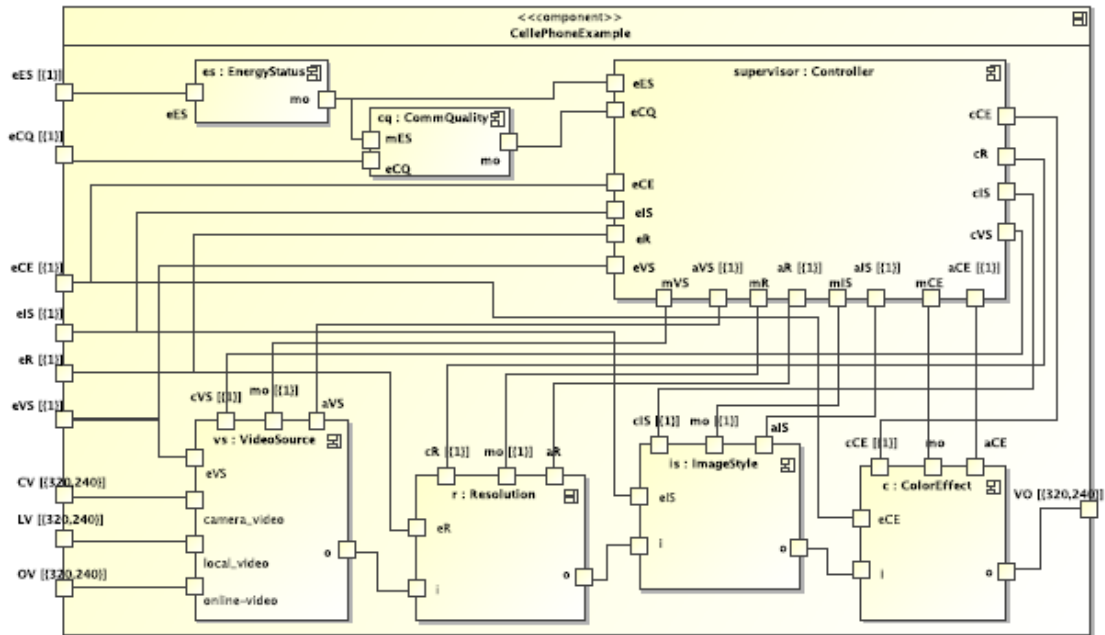 <<component>>
CellePhoneExample
eES [{1}]
es : EnergyStatus
eES
mo
supervisor : Controller
eES
eCQ
cCE
cR
cIS
cVS
eCE
eIS
eR
eVS
mVS
aVS [{1}]
mR
aR [{1}]
mIS
aIS [{1}]
mCE
aCE [{1}]
eCQ [{1}]
cq : CommQuality
mES
eCQ
mo
eCE [{1}]
eIS [{1}]
eR [{1}]
eVS [{1}]
cVS [{1}]
mo [{1}]
aVS
vs : VideoSource
eVS
camera_video
local_video
online-video
o
CV [{320,240}]
LV [{320,240}]
OV [{320,240}]
cR [{1}]
mo [{1}]
aR
r : Resolution
eR
i
o
cIS [{1}]
mo [{1}]
aIS
is : ImageStyle
eIS
i
o
cCE [{1}]
mo
aCE
c : ColorEffect
eCE
i
o
VO [{320,240}]